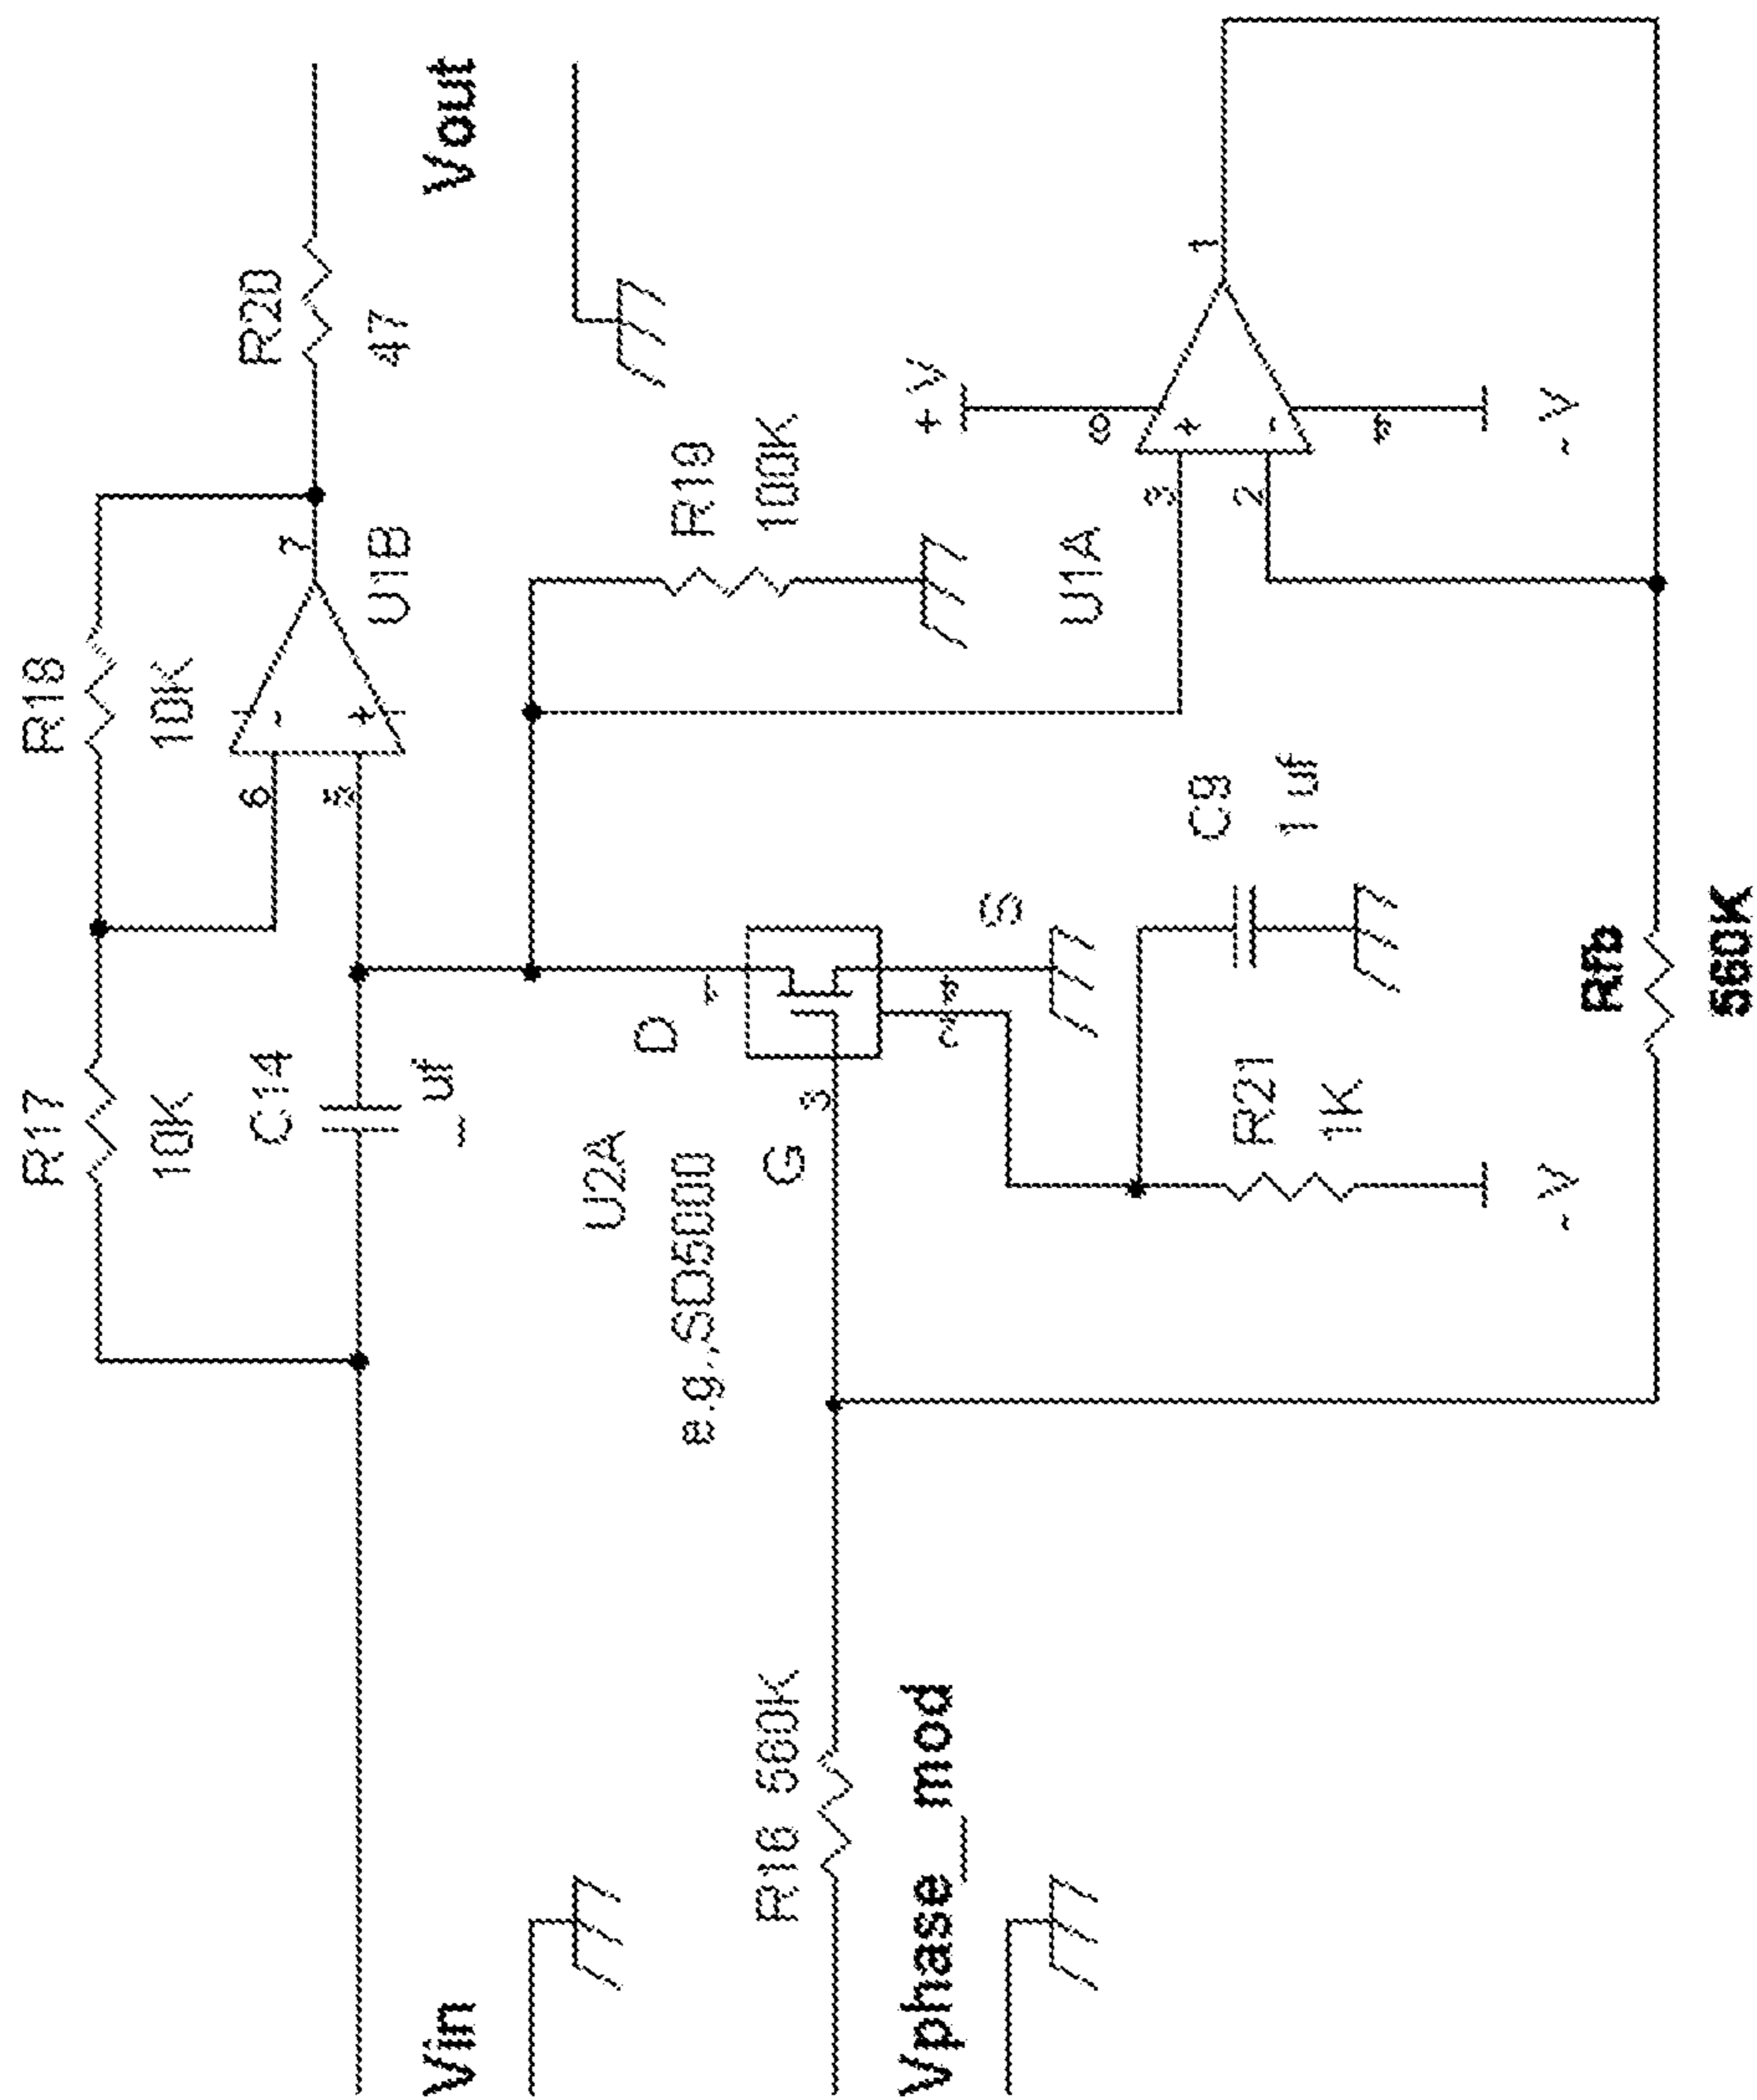 R18
10K
R17
10K
C14
_uf
6
7
U1B
R20
47
Vout
-
+
R19
100K
U2A
e.g.,SD5000
D
G
3
S
R16 560K
Vin
Vphase_mod
U1A
+V
8
+
-
3
2
1
4
-V
C9
1 uf
R21
1K
-V
Rfb
560K